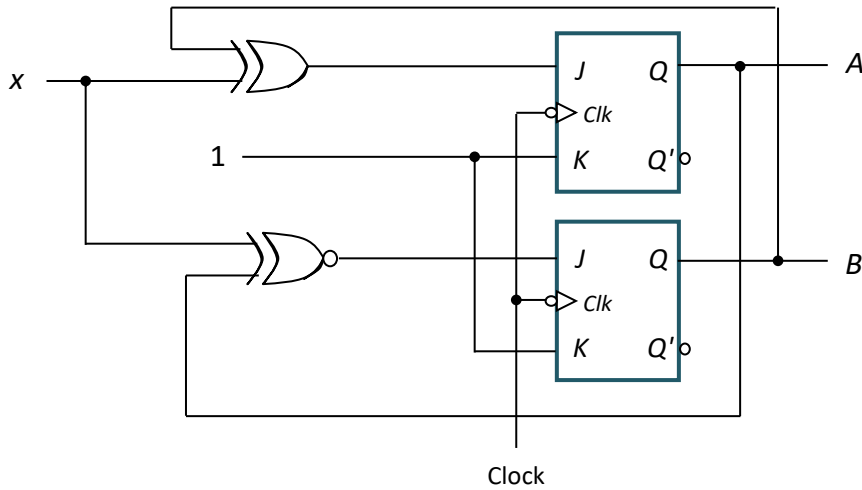 J Q A
x
Clk
1 K Q'
J Q B
Clk
K Q'
Clock